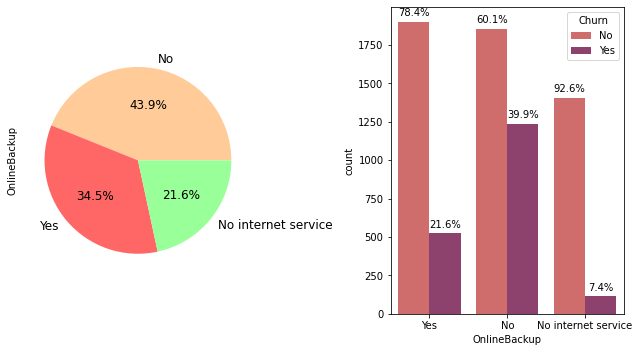 OnlineBackup
No
43.9%
Yes
34.5%
No internet service
21.6%
count
0
250
500
750
1000
1250
1500
1750
78.4%
21.6%
60.1%
39.9%
92.6%
7.4%
Churn
No
Yes
Yes
No
No internet service
OnlineBackup